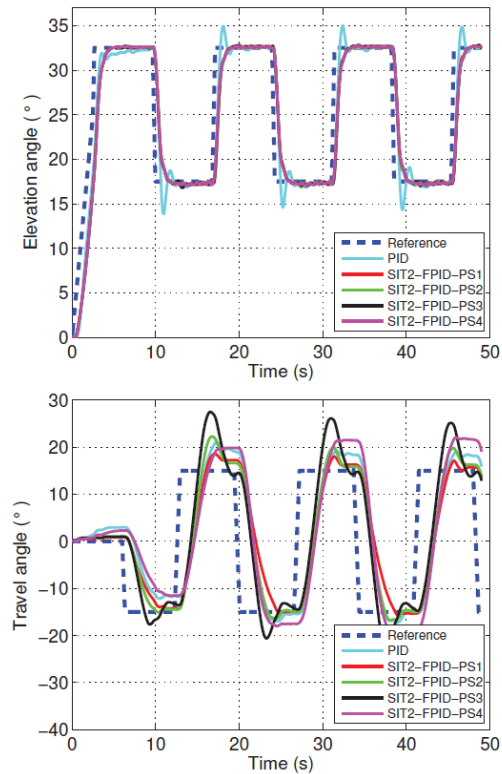 35
30
25
20
15
10
5
0
Elevation angle (°)
Reference
PID
SIT2-FPID-PS1
SIT2-FPID-PS2
SIT2-FPID-PS3
SIT2-FPID-PS4
0 10 20 30 40 50
Time (s)
30
20
10
0
-10
-20
-30
-40
Travel angle (°)
Reference
PID
SIT2-FPID-PS1
SIT2-FPID-PS2
SIT2-FPID-PS3
SIT2-FPID-PS4
0 10 20 30 40 50
Time (s)